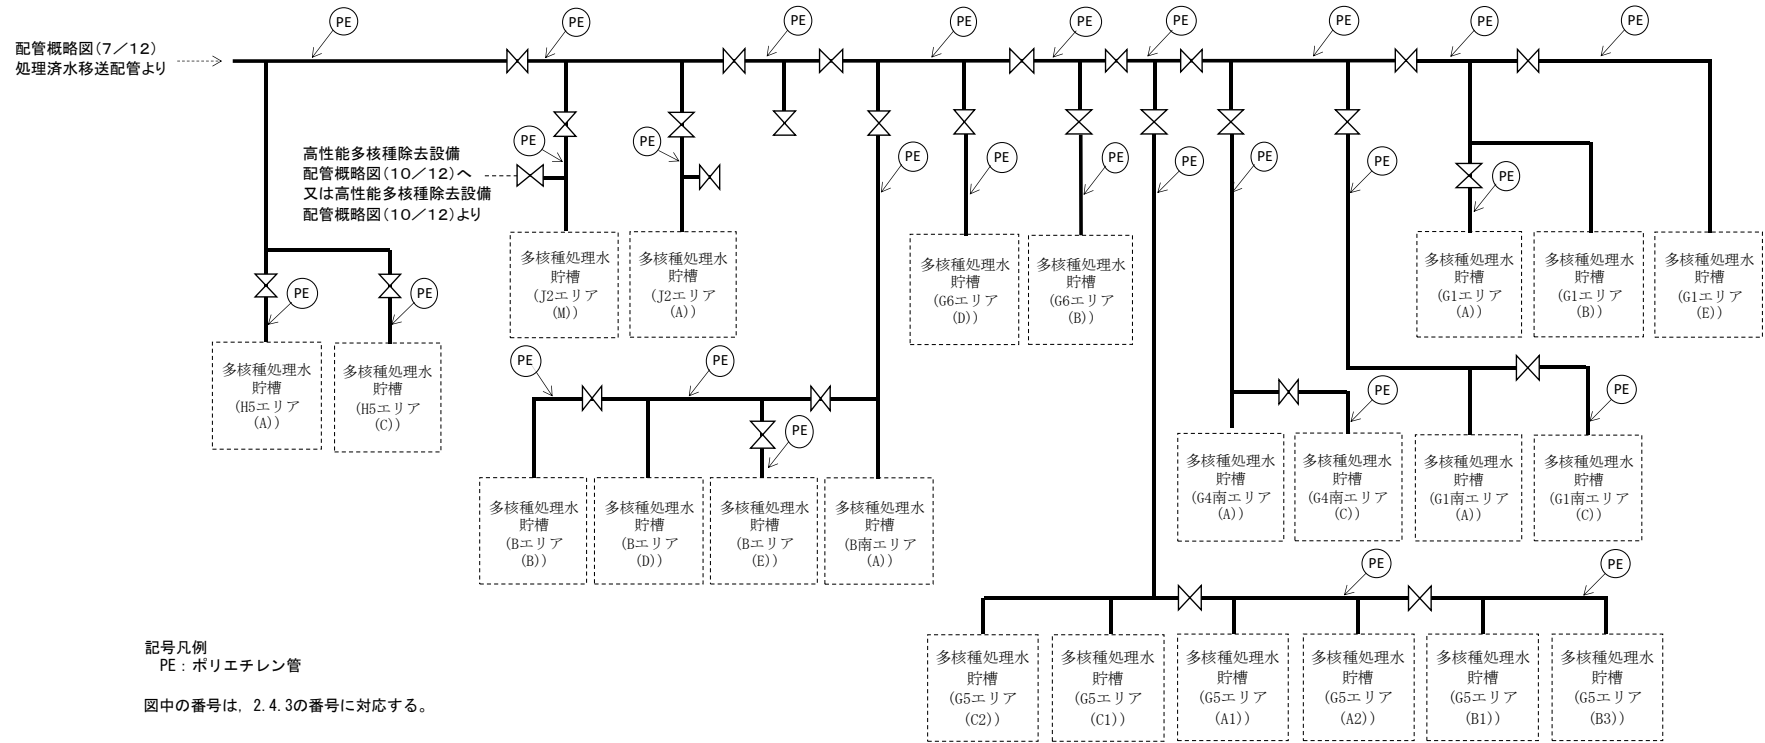 PE
PE
PE
PE
PE
PE
PE
PE
PE
配管概略図(7／12)
処理済水移送配管より
高性能多核種除去設備
配管概略図(10／12)へ
又は高性能多核種除去設備
配管概略図(10／12)より
PE
PE
PE
PE
PE
PE
PE
PE
PE
多核種処理水
貯槽
(J2エリア
(M))
多核種処理水
貯槽
(J2エリア
(A))
多核種処理水
貯槽
(G6エリア
(D))
多核種処理水
貯槽
(G6エリア
(B))
多核種処理水
貯槽
(G1エリア
(A))
多核種処理水
貯槽
(G1エリア
(B))
多核種処理水
貯槽
(G1エリア
(E))
PE
PE
多核種処理水
貯槽
(H5エリア
(A))
多核種処理水
貯槽
(H5エリア
(C))
PE
PE
PE
PE
PE
多核種処理水
貯槽
(G4南エリア
(A))
多核種処理水
貯槽
(G4南エリア
(C))
多核種処理水
貯槽
(G1南エリア
(A))
多核種処理水
貯槽
(G1南エリア
(C))
多核種処理水
貯槽
(Bエリア
(B))
多核種処理水
貯槽
(Bエリア
(D))
多核種処理水
貯槽
(Bエリア
(E))
多核種処理水
貯槽
(B南エリア
(A))
PE
PE
多核種処理水
貯槽
(G5エリア
(C2))
多核種処理水
貯槽
(G5エリア
(C1))
多核種処理水
貯槽
(G5エリア
(A1))
多核種処理水
貯槽
(G5エリア
(A2))
多核種処理水
貯槽
(G5エリア
(B1))
多核種処理水
貯槽
(G5エリア
(B3))
記号凡例
PE：ポリエチレン管
図中の番号は，2.4.3の番号に対応する。